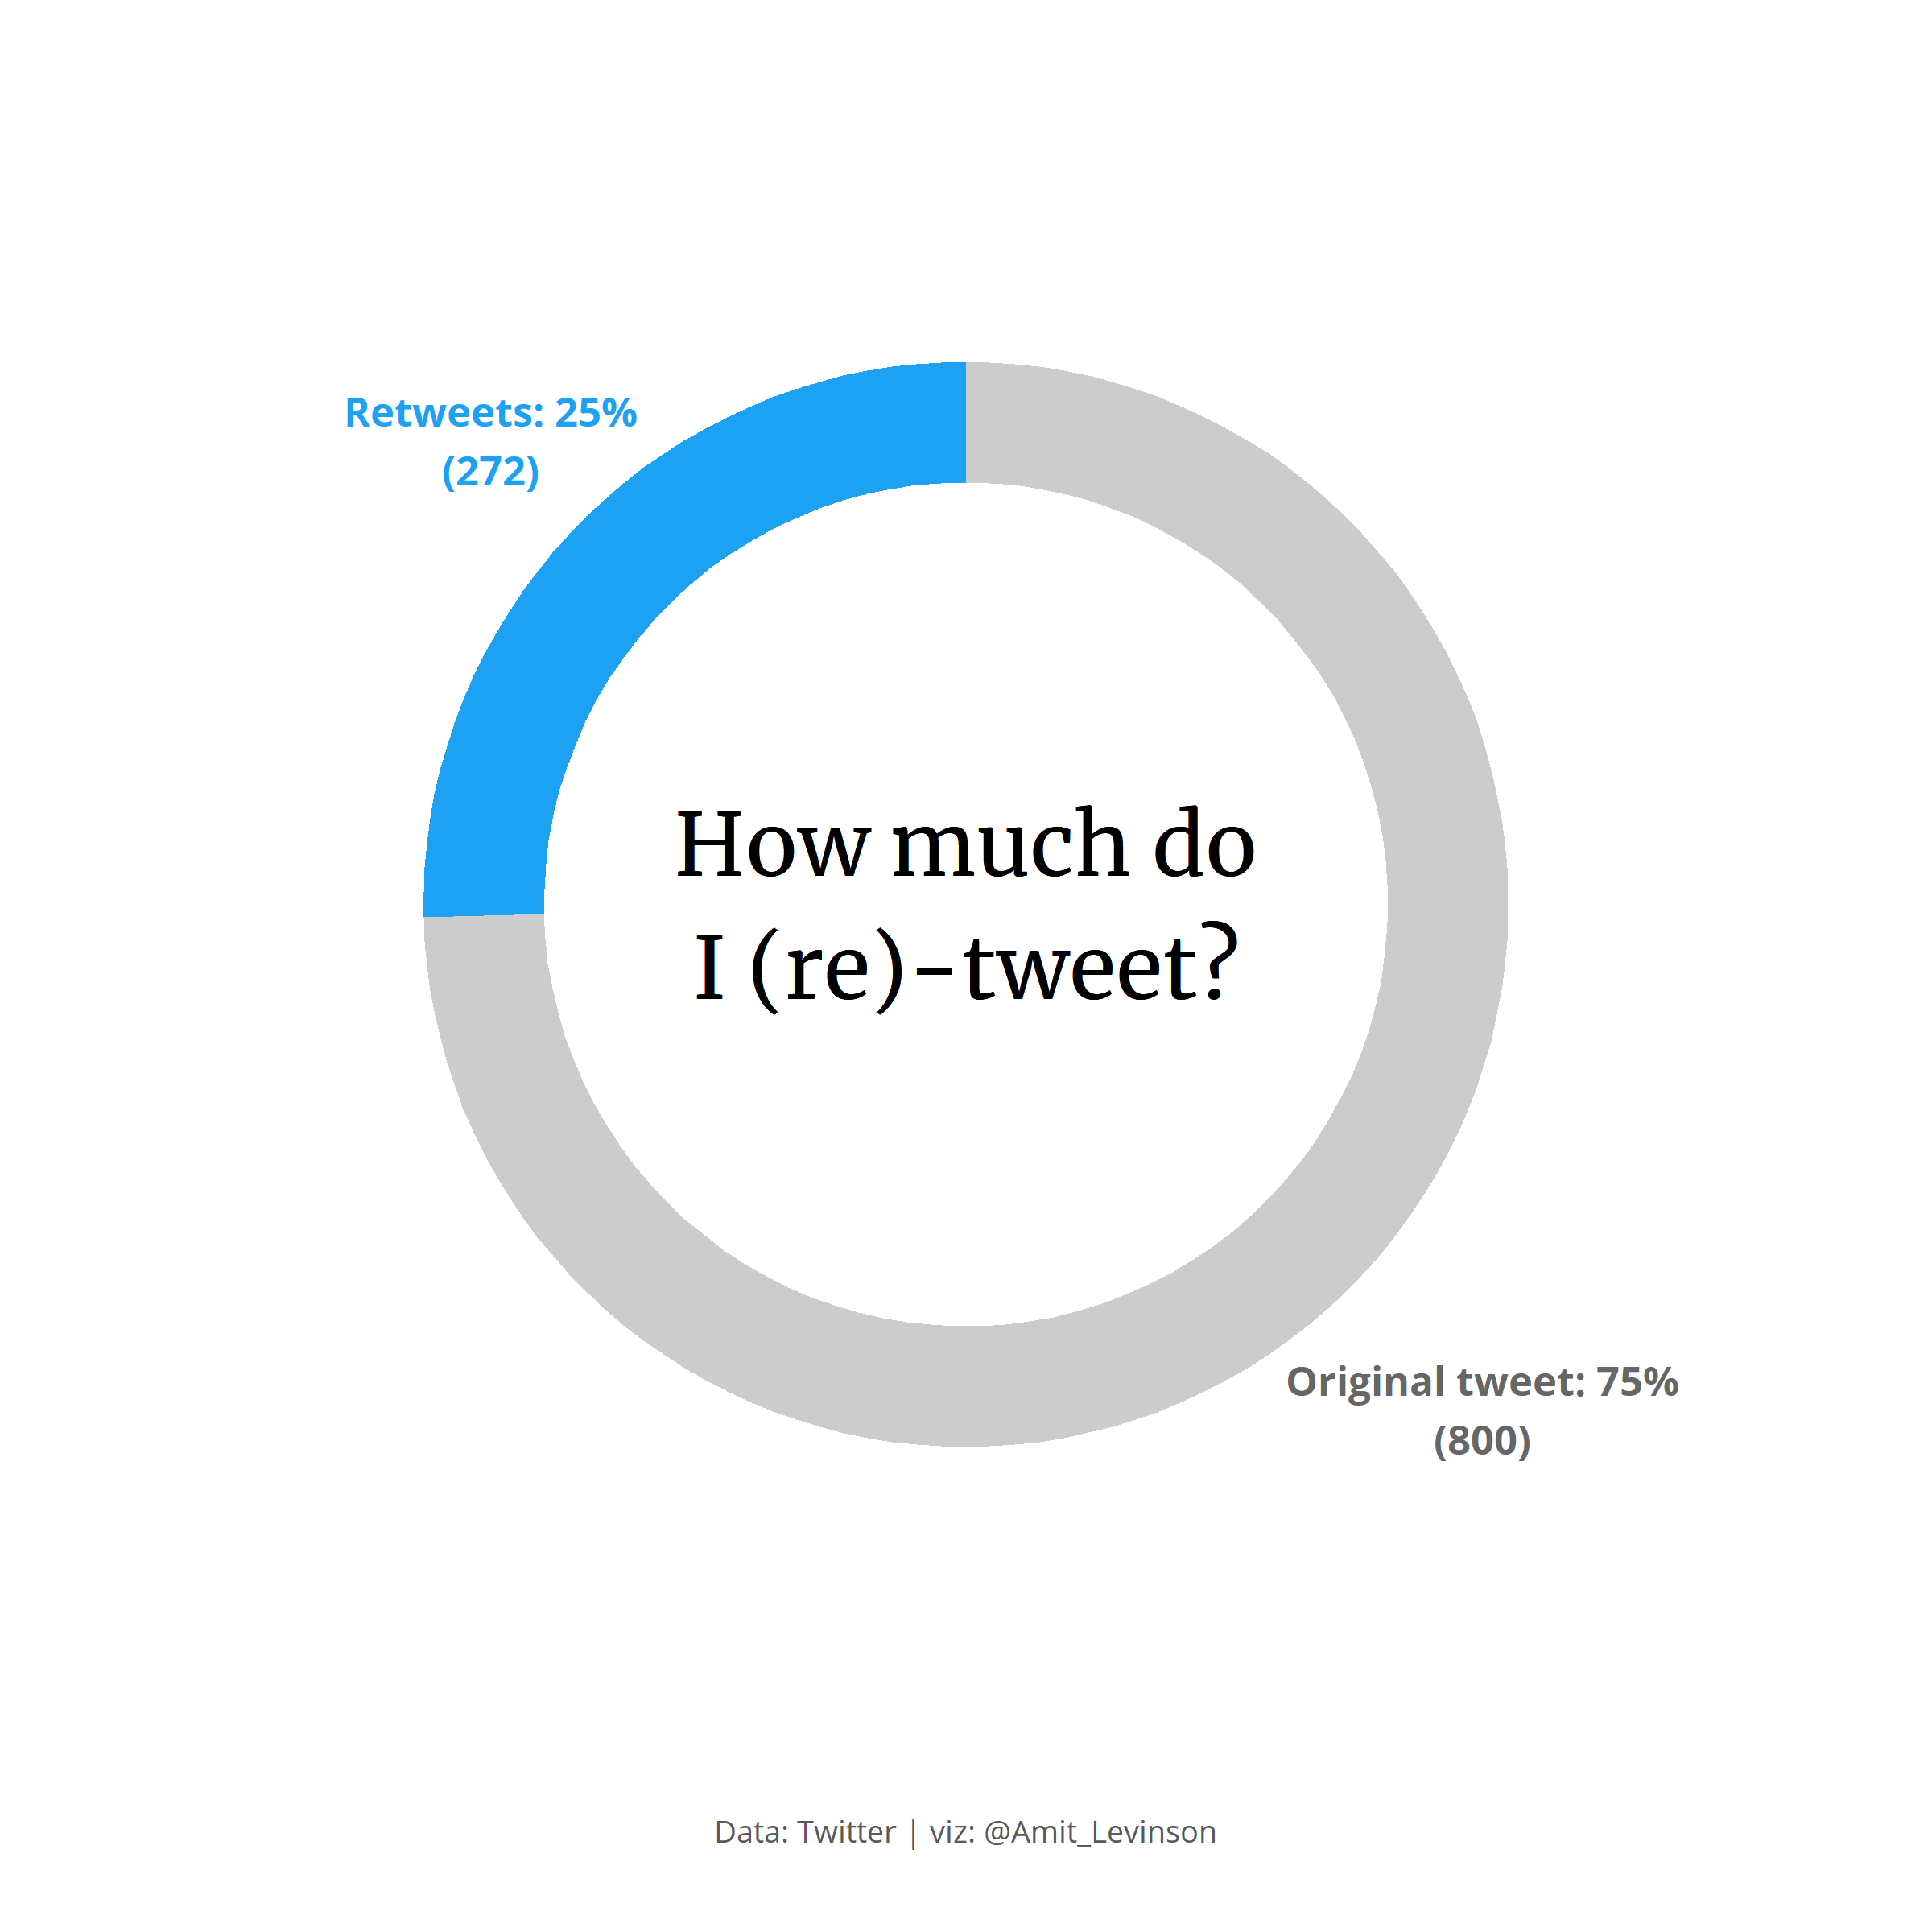 Retweets: 25%
(272)
How much do
I (re)-tweet?
Original tweet: 75%
(800)
Data: Twitter | viz: @Amit_Levinson